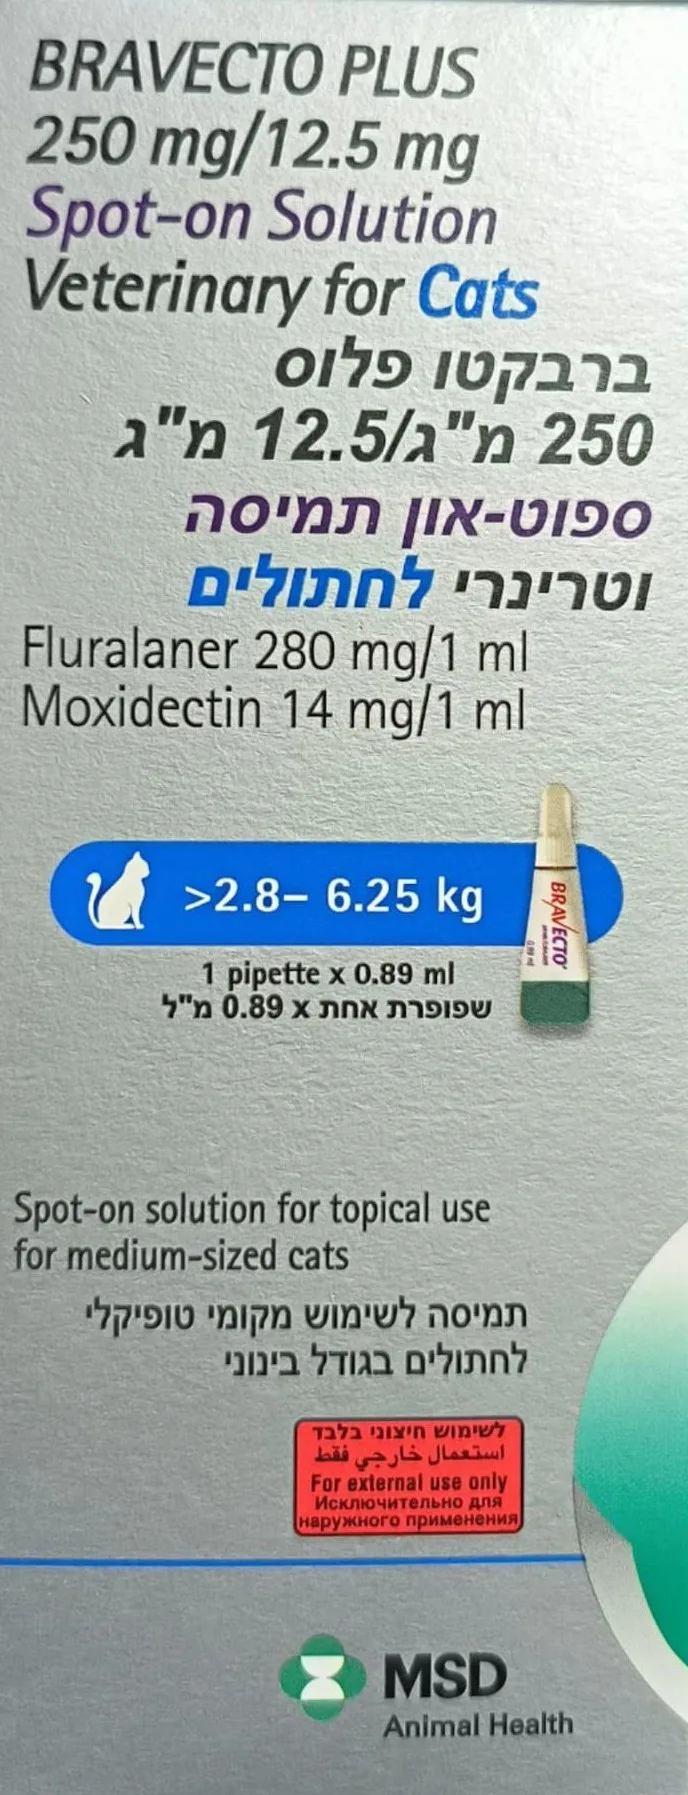 BRAVECTO PLUS
250 mg/12.5 mg
Spot-on Solution
Veterinary for Cats
ברבקטו פלוס
250 מ"ג/12.5 מ"ג
ספוט-און תמיסה
וטרינרי לחתולים
Fluralaner 280 mg/1 ml
Moxidectin 14 mg/1 ml
>2.8– 6.25 kg
BRAVECTO
0.89 ml
1 pipette x 0.89 ml
שפופרת אחת x 0.89 מ"ל
Spot-on solution for topical use
for medium-sized cats
תמיסה לשימוש מקומי טופיקלי
לחתולים בגודל בינוני
לשימוש חיצוני בלבד
استعمال خارجي فقط
For external use only
Исключительно для
наружного применения
MSD
Animal Health